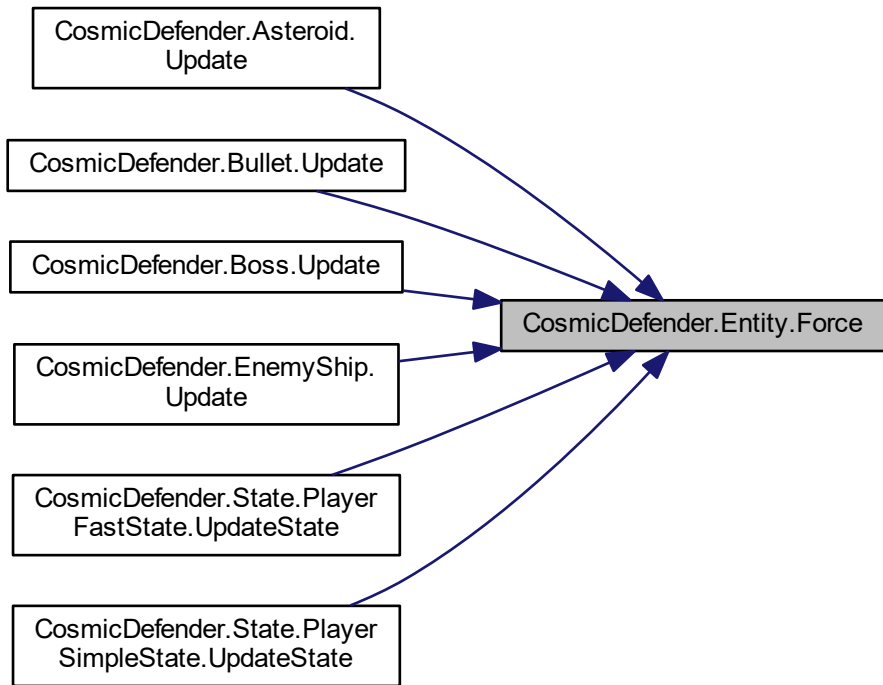 CosmicDefender.Asteroid.
Update
CosmicDefender.Bullet.Update
CosmicDefender.Boss.Update
CosmicDefender.Entity.Force
CosmicDefender.EnemyShip.
Update
CosmicDefender.State.Player
FastState.UpdateState
CosmicDefender.State.Player
SimpleState.UpdateState